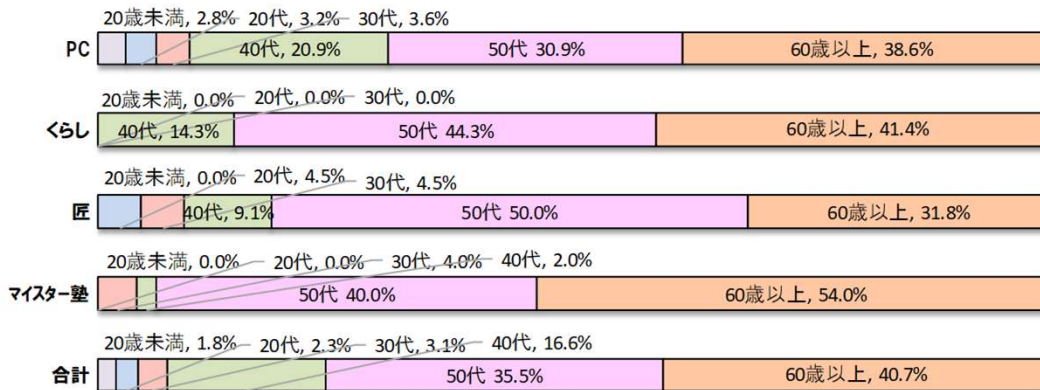 20歳未満, 2.8% 20代, 3.2% 30代, 3.6%
PC 40代, 20.9% 50代 30.9% 60歳以上, 38.6%
20歳未満, 0.0% 20代, 0.0% 30代, 0.0%
くらし 40代, 14.3% 50代 44.3% 60歳以上, 41.4%
20歳未満, 0.0% 20代, 4.5% 30代, 4.5%
匠 40代, 9.1% 50代 50.0% 60歳以上, 31.8%
20歳未満, 0.0% 20代, 0.0% 30代, 4.0% 40代, 2.0%
マイスター塾 50代 40.0% 60歳以上, 54.0%
20歳未満, 1.8% 20代, 2.3% 30代, 3.1% 40代, 16.6%
合計 50代 35.5% 60歳以上, 40.7%